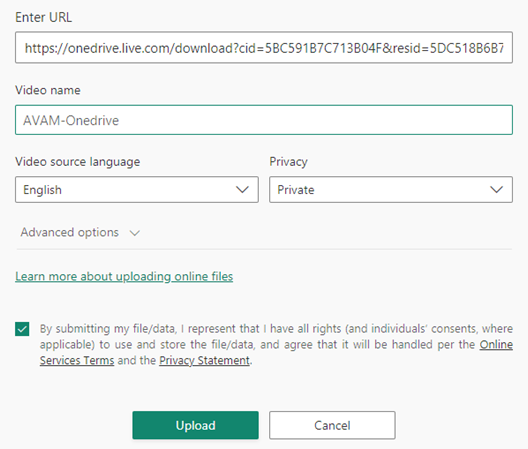 Enter URL
https://onedrive.live.com/download?cid=5BC591B7C713B04F&resid=5DC518B6B7
Video name
AVAM-Onedrive
Video source language
Privacy
English
Private
Advanced options
Learn more about uploading online files
By submitting my file/data, I represent that I have all rights (and individuals' consents, where
applicable) to use and store the file/data, and agree that it will be handled per the Online
Services Terms and the Privacy Statement.
Upload
Cancel